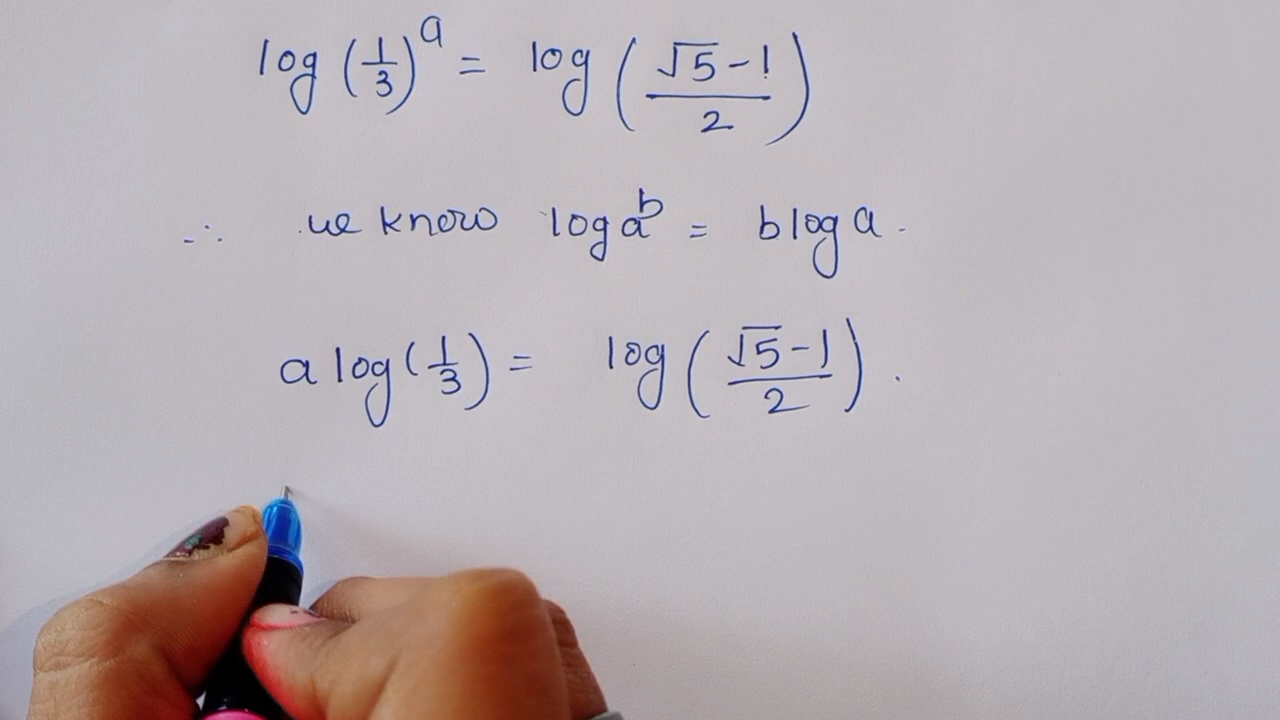 log (1/3)^a = log ((√5-1)/2)
∴ we know log a^b = b log a.
a log (1/3) = log ((√5-1)/2).